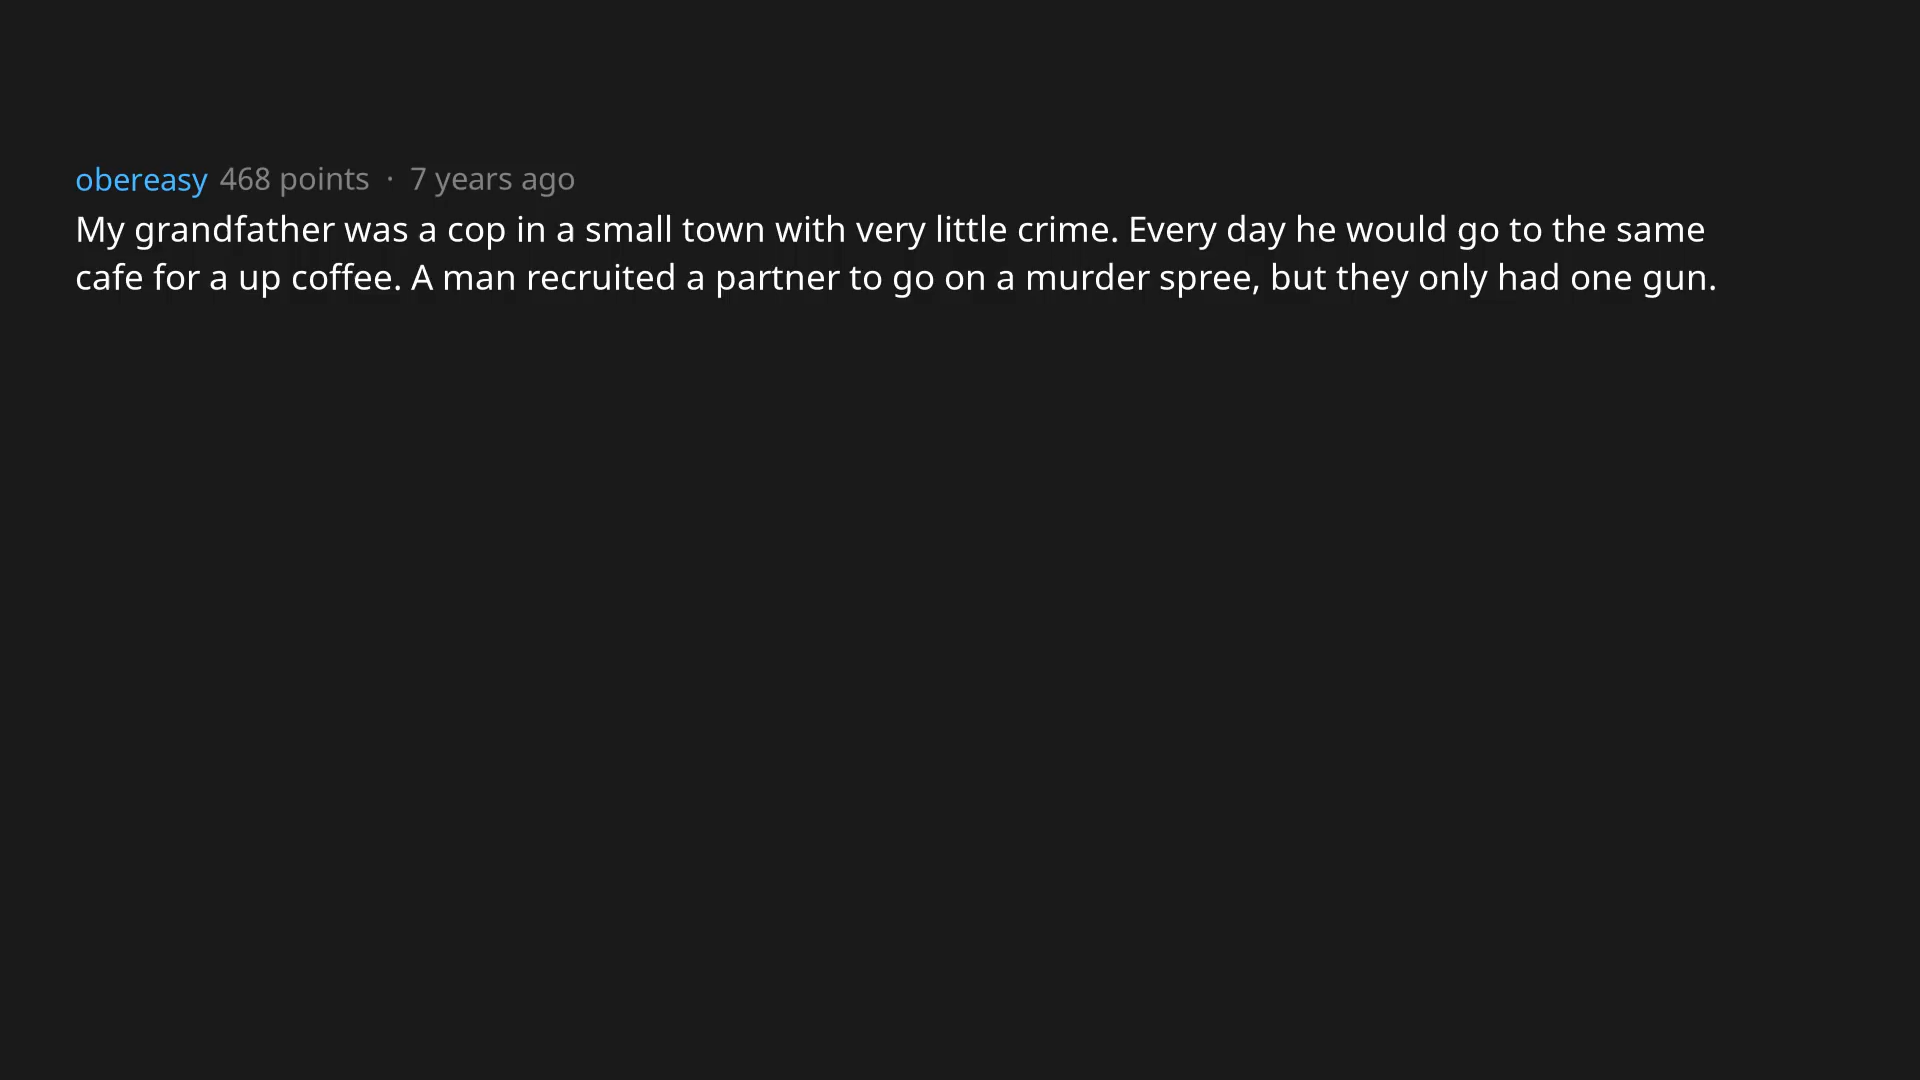 obereasy 468 points · 7 years ago
My grandfather was a cop in a small town with very little crime. Every day he would go to the same
cafe for a up coffee. A man recruited a partner to go on a murder spree, but they only had one gun.